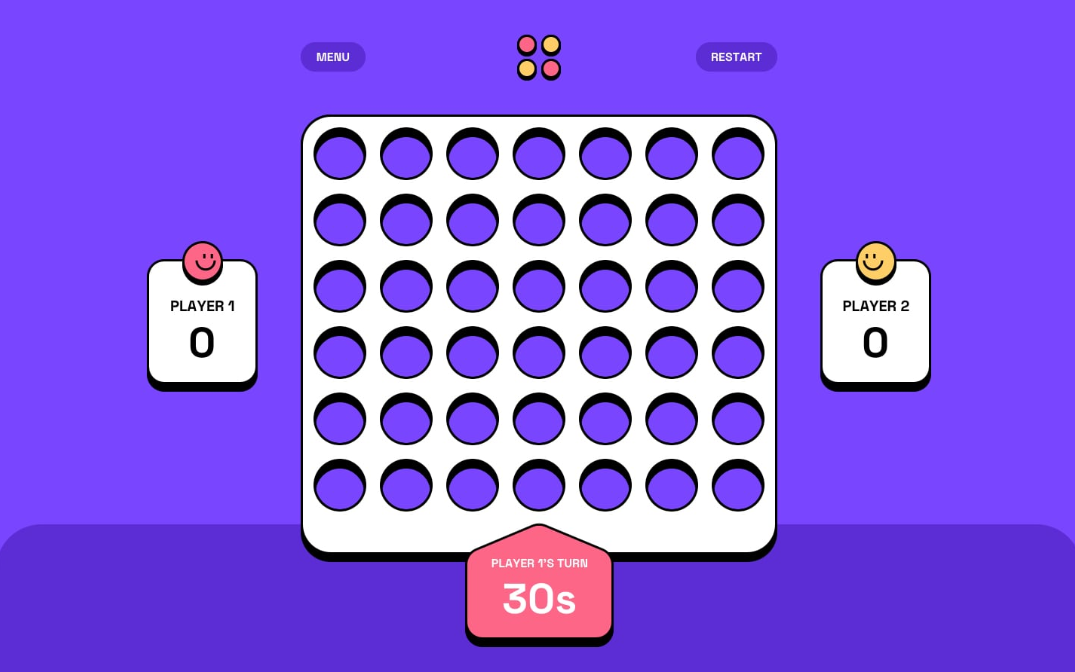 MENU
RESTART
PLAYER 1
0
PLAYER 2
0
PLAYER 1'S TURN
30s